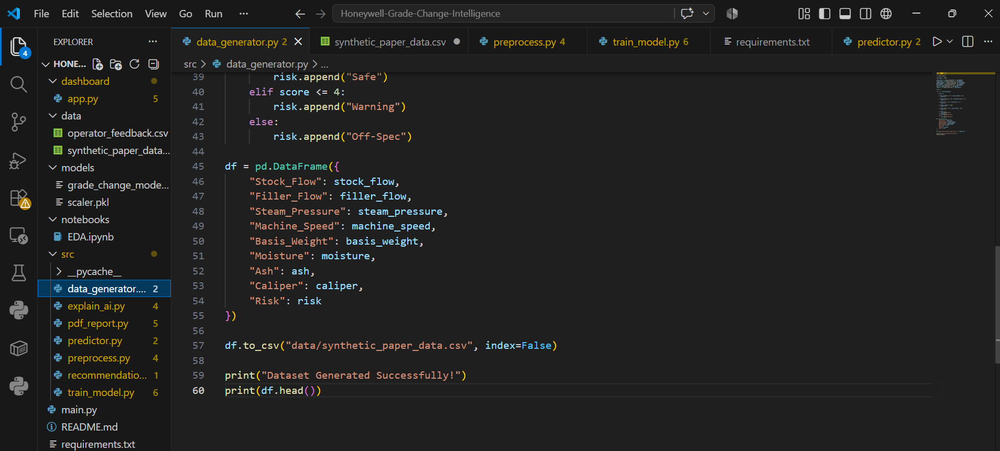 File Edit Selection View Go Run ···
Honeywell-Grade-Change-Intelligence
EXPLORER ···
HONE...
dashboard
app.py 5
data
operator_feedback.csv
synthetic_paper_data...
models
grade_change_mode...
scaler.pkl
notebooks
EDA.ipynb
src
__pycache__
data_generator.... 2
explain_ai.py 4
pdf_report.py 5
predictor.py 2
preprocess.py 4
recommendatio... 1
train_model.py 6
main.py
README.md
requirements.txt
4
data_generator.py 2
synthetic_paper_data.csv
preprocess.py 4
train_model.py 6
requirements.txt
predictor.py 2
src > data_generator.py > ...
39 risk.append("Safe")
40 elif score <= 4:
41 risk.append("Warning")
42 else:
43 risk.append("Off-Spec")
44
45 df = pd.DataFrame({
46 "Stock_Flow": stock_flow,
47 "Filler_Flow": filler_flow,
48 "Steam_Pressure": steam_pressure,
49 "Machine_Speed": machine_speed,
50 "Basis_Weight": basis_weight,
51 "Moisture": moisture,
52 "Ash": ash,
53 "Caliper": caliper,
54 "Risk": risk
55 })
56
57 df.to_csv("data/synthetic_paper_data.csv", index=False)
58
59 print("Dataset Generated Successfully!")
60 print(df.head())